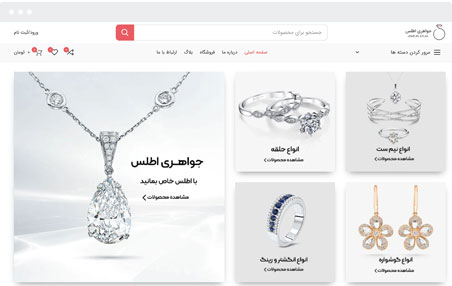 جواهری اطلس
جستجو برای محصولات
ورود/ثبت نام
مرور کردن دسته ها
صفحه اصلی
درباره ما
فروشگاه
بلاگ
ارتباط با ما
۰ تومان
جواهری اطلس
با اطلس خاص بمانید
مشاهده محصولات
انواع حلقه
مشاهده محصولات
انواع نیم ست
مشاهده محصولات
انواع انگشتر و رینگ
مشاهده محصولات
انواع گوشواره
مشاهده محصولات